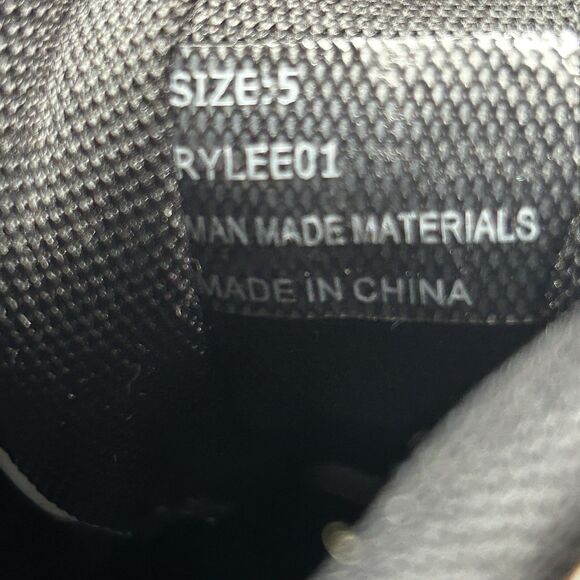 SIZE:5
RYLEE01
MAN MADE MATERIALS
MADE IN CHINA